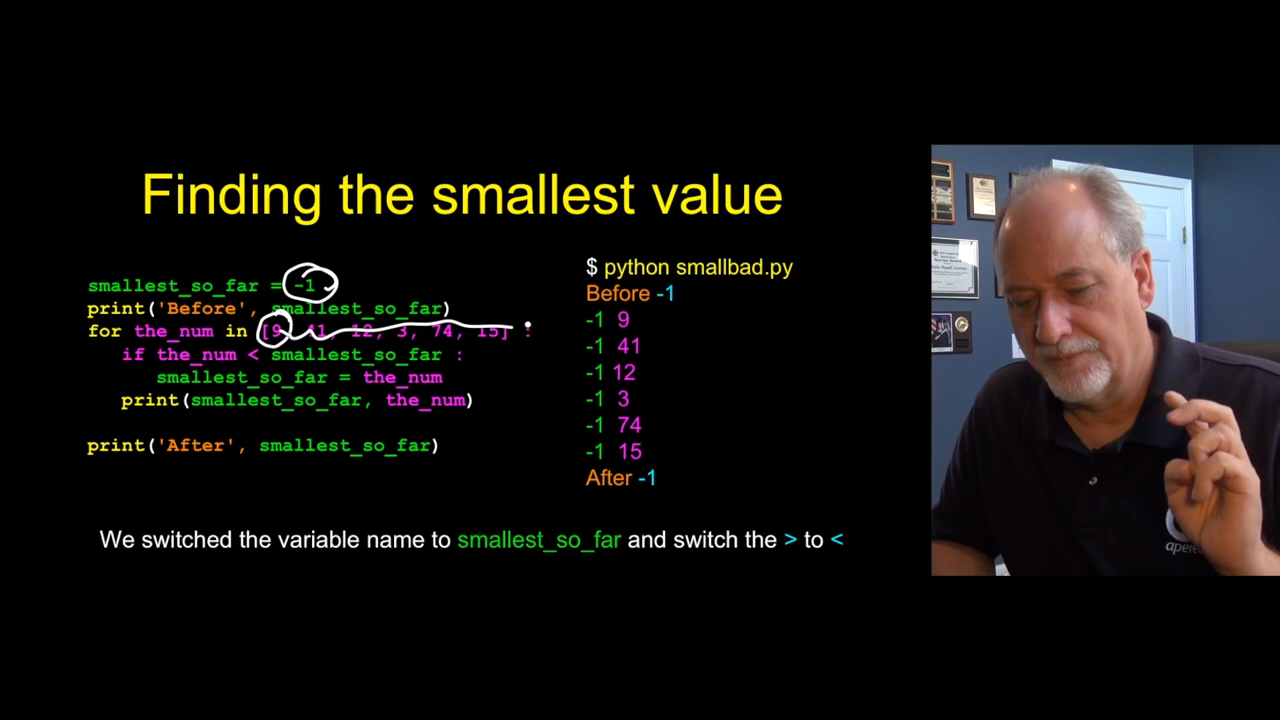 Finding the smallest value
smallest_so_far = -1
print('Before', smallest_so_far)
for the_num in [9, 41, 12, 3, 74, 15] :
if the_num < smallest_so_far :
smallest_so_far = the_num
print(smallest_so_far, the_num)
print('After', smallest_so_far)
$ python smallbad.py
Before -1
-1 9
-1 41
-1 12
-1 3
-1 74
-1 15
After -1
We switched the variable name to smallest_so_far and switch the > to <